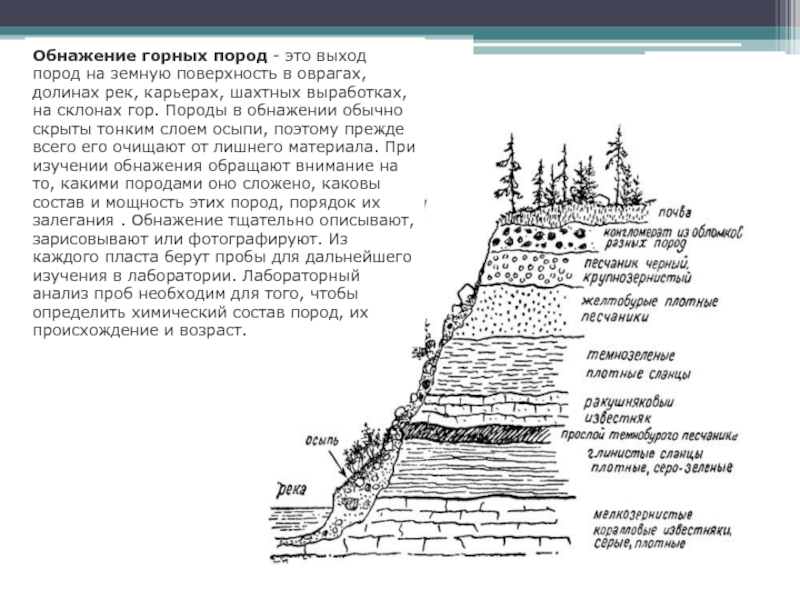 Обнажение горных пород - это выход
пород на земную поверхность в оврагах,
долинах рек, карьерах, шахтных выработках,
на склонах гор. Породы в обнажении обычно
скрыты тонким слоем осыпи, поэтому прежде
всего его очищают от лишнего материала. При
изучении обнажения обращают внимание на
то, какими породами оно сложено, каковы
состав и мощность этих пород, порядок их
залегания . Обнажение тщательно описывают,
зарисовывают или фотографируют. Из
каждого пласта берут пробы для дальнейшего
изучения в лаборатории. Лабораторный
анализ проб необходим для того, чтобы
определить химический состав пород, их
происхождение и возраст.
почва
конгломерат из обломков
разных пород
песчаник черный,
крупнозернистый
желтобурые плотные
песчаники
темнозеленые
плотные сланцы
ракушняковый
известняк
прослой темнобурого песчаника
глинистые сланцы
плотные, серо-зеленые
осыпь
река
мелкозернистые
коралловые известняки,
серые, плотные